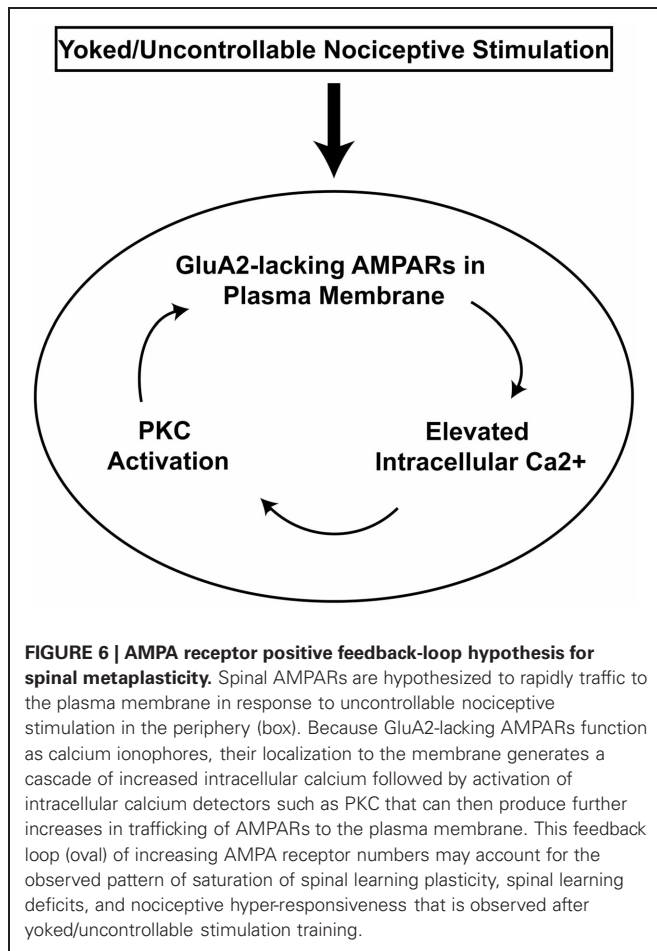 Yoked/Uncontrollable Nociceptive Stimulation
GluA2-lacking AMPARs in
Plasma Membrane
PKC
Activation
Elevated
Intracellular Ca2+
FIGURE 6 | AMPA receptor positive feedback-loop hypothesis for
spinal metaplasticity. Spinal AMPARs are hypothesized to rapidly traffic to
the plasma membrane in response to uncontrollable nociceptive
stimulation in the periphery (box). Because GluA2-lacking AMPARs function
as calcium ionophores, their localization to the membrane generates a
cascade of increased intracellular calcium followed by activation of
intracellular calcium detectors such as PKC that can then produce further
increases in trafficking of AMPARs to the plasma membrane. This feedback
loop (oval) of increasing AMPA receptor numbers may account for the
observed pattern of saturation of spinal learning plasticity, spinal learning
deficits, and nociceptive hyper-responsiveness that is observed after
yoked/uncontrollable stimulation training.